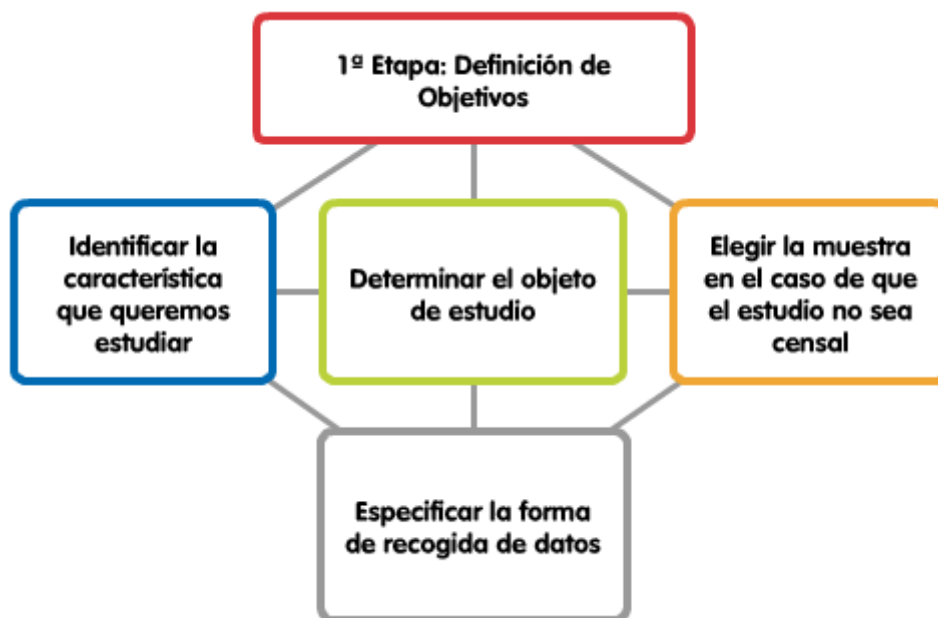 1ª Etapa: Definición de
Objetivos
Identificar la
característica
que queremos
estudiar
Determinar el objeto
de estudio
Elegir la muestra
en el caso de que
el estudio no sea
censal
Especificar la forma
de recogida de datos